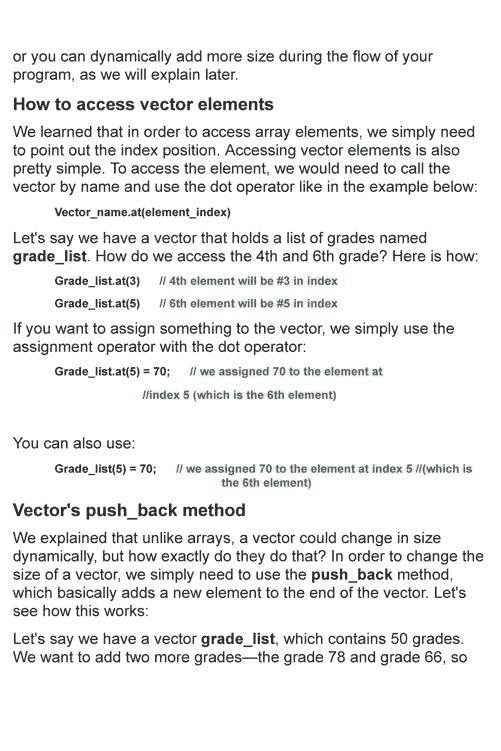 or you can dynamically add more size during the flow of your
program, as we will explain later.
How to access vector elements
We learned that in order to access array elements, we simply need
to point out the index position. Accessing vector elements is also
pretty simple. To access the element, we would need to call the
vector by name and use the dot operator like in the example below:
Vector_name.at(element_index)
Let's say we have a vector that holds a list of grades named
grade_list. How do we access the 4th and 6th grade? Here is how:
Grade_list.at(3) // 4th element will be #3 in index
Grade_list.at(5) // 6th element will be #5 in index
If you want to assign something to the vector, we simply use the
assignment operator with the dot operator:
Grade_list.at(5) = 70; // we assigned 70 to the element at
//index 5 (which is the 6th element)
You can also use:
Grade_list(5) = 70; // we assigned 70 to the element at index 5 //(which is
the 6th element)
Vector's push_back method
We explained that unlike arrays, a vector could change in size
dynamically, but how exactly do they do that? In order to change the
size of a vector, we simply need to use the push_back method,
which basically adds a new element to the end of the vector. Let's
see how this works:
Let's say we have a vector grade_list, which contains 50 grades.
We want to add two more grades—the grade 78 and grade 66, so